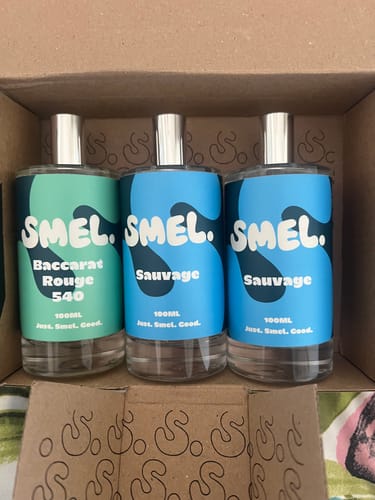 SMEL.
Baccarat
Rouge
540
100ML
Just. Smel. Good.
SMEL.
Sauvage
100ML
Just. Smel. Good.
SMEL.
Sauvage
100ML
Just. Smel. Good.